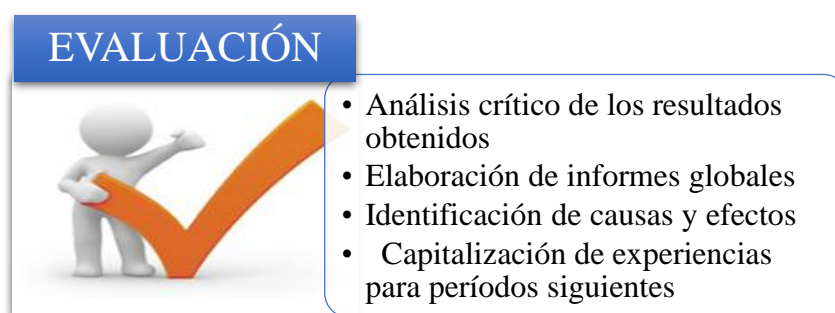 EVALUACIÓN
• Análisis crítico de los resultados
obtenidos
• Elaboración de informes globales
• Identificación de causas y efectos
• Capitalización de experiencias
para períodos siguientes